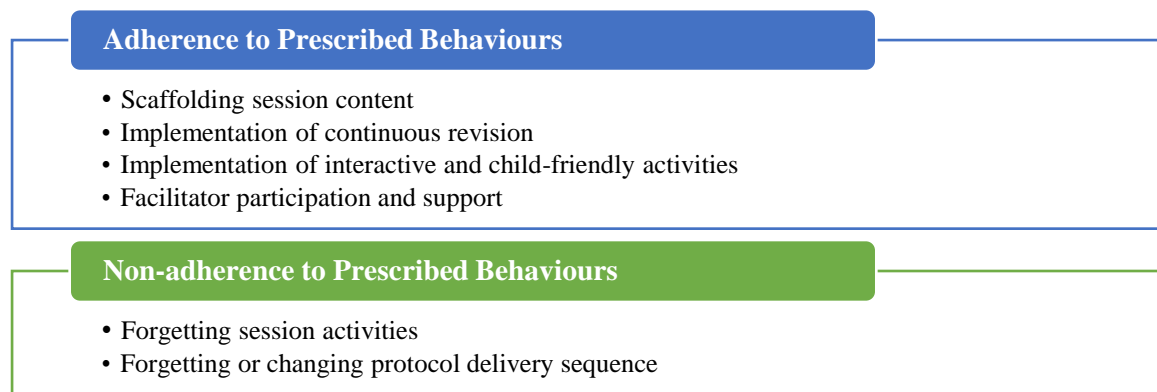 Adherence to Prescribed Behaviours
• Scaffolding session content
• Implementation of continuous revision
• Implementation of interactive and child-friendly activities
• Facilitator participation and support
Non-adherence to Prescribed Behaviours
• Forgetting session activities
• Forgetting or changing protocol delivery sequence